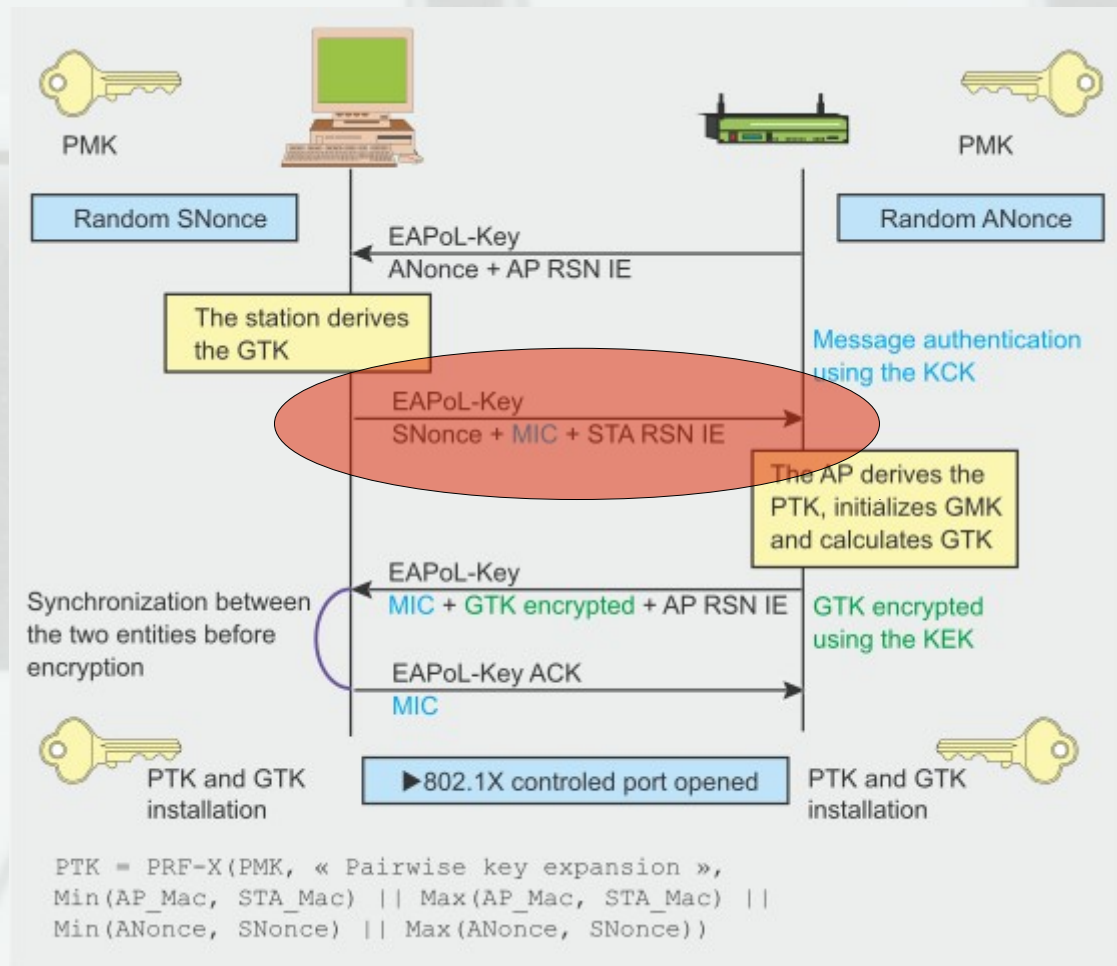 PMK
PMK
Random SNonce
Random ANonce
EAPoL-Key
ANonce + AP RSN IE
The station derives
the GTK
Message authentication
using the KCK
EAPoL-Key
SNonce + MIC + STA RSN IE
The AP derives the
PTK, initializes GMK
and calculates GTK
EAPoL-Key
MIC + GTK encrypted + AP RSN IE
Synchronization between
the two entities before
encryption
GTK encrypted
using the KEK
EAPoL-Key ACK
MIC
PTK and GTK
installation
▶802.1X controled port opened
PTK and GTK
installation
PTK = PRF-X(PMK, « Pairwise key expansion »,
Min(AP_Mac, STA_Mac) || Max(AP_Mac, STA_Mac) ||
Min(ANonce, SNonce) || Max(ANonce, SNonce))